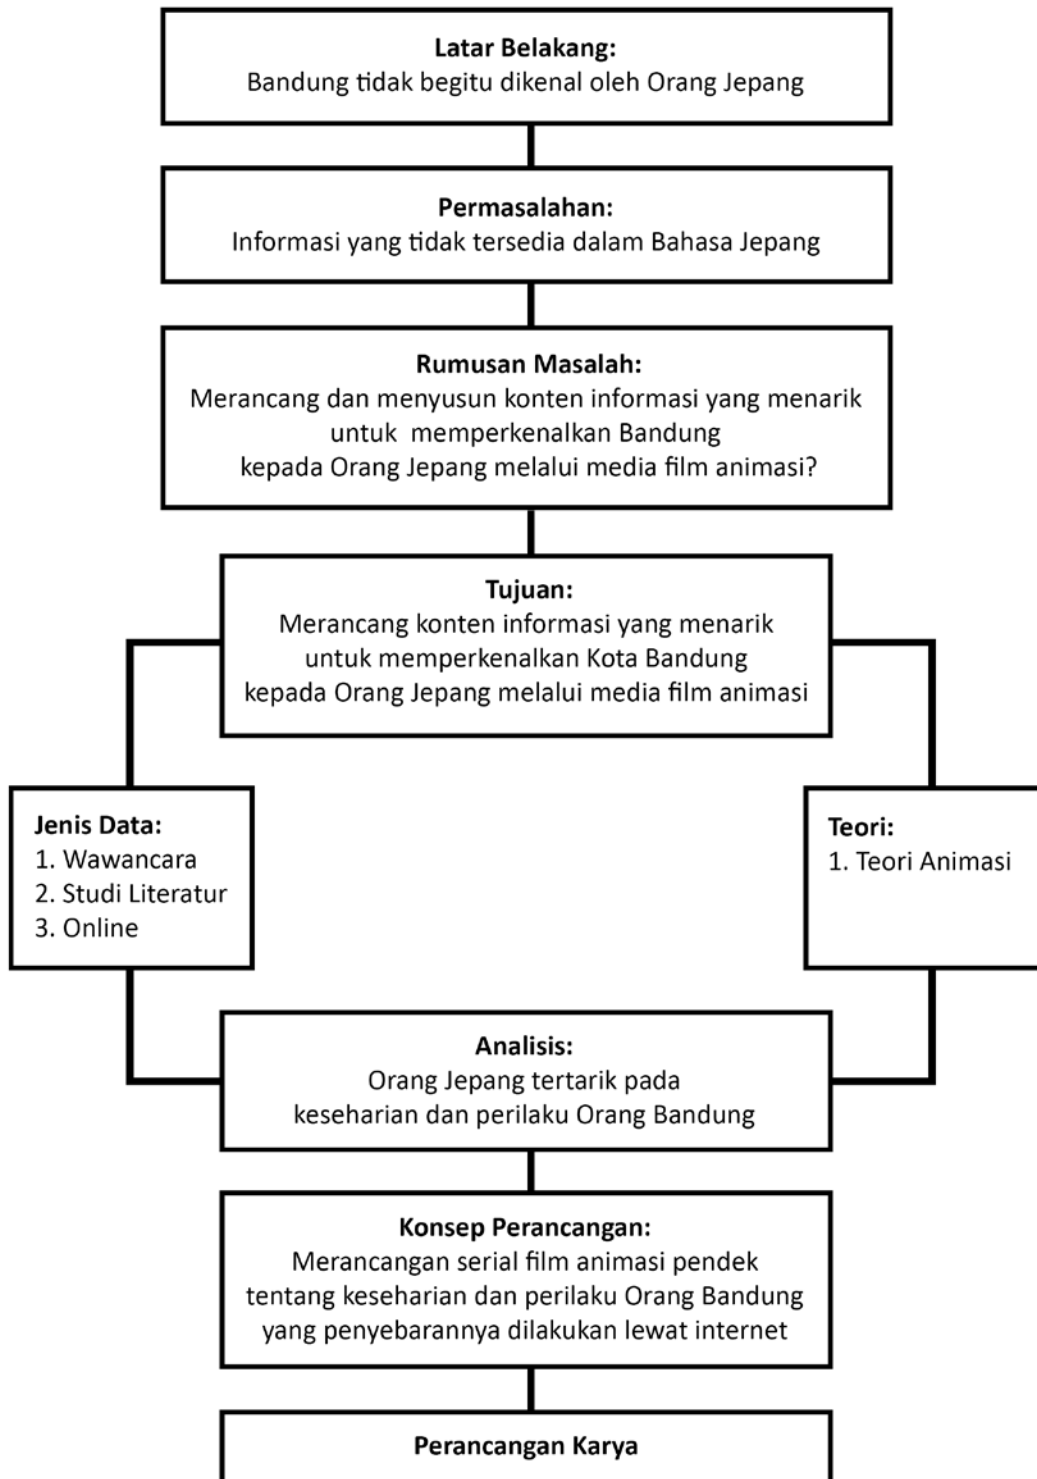 Latar Belakang:
Bandung tidak begitu dikenal oleh Orang Jepang
Permasalahan:
Informasi yang tidak tersedia dalam Bahasa Jepang
Rumusan Masalah:
Merancang dan menyusun konten informasi yang menarik
untuk memperkenalkan Bandung
kepada Orang Jepang melalui media film animasi?
Tujuan:
Merancang konten informasi yang menarik
untuk memperkenalkan Kota Bandung
kepada Orang Jepang melalui media film animasi
Jenis Data:
1. Wawancara
2. Studi Literatur
3. Online
Teori:
1. Teori Animasi
Analisis:
Orang Jepang tertarik pada
keseharian dan perilaku Orang Bandung
Konsep Perancangan:
Merancangan serial film animasi pendek
tentang keseharian dan perilaku Orang Bandung
yang penyebarannya dilakukan lewat internet
Perancangan Karya